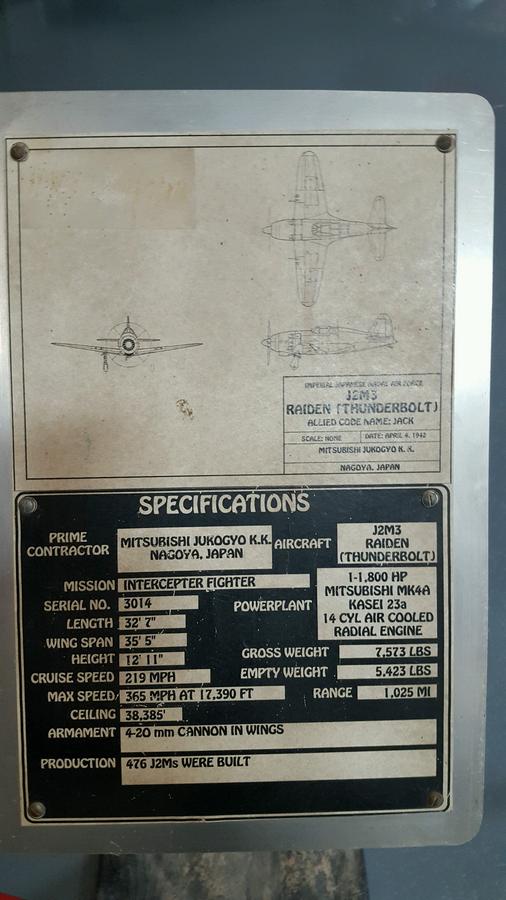 IMPERIAL JAPANESE NAVAL AIR FORCE
J2M3
RAIDEN (THUNDERBOLT)
ALLIED CODE NAME: JACK
SCALE: NONE DATE: APRIL 4, 1942
MITSUBISHI JUKOGYO K. K.
NAGOYA, JAPAN
SPECIFICATIONS
PRIME CONTRACTOR
MITSUBISHI JUKOGYO K.K.
NAGOYA, JAPAN
AIRCRAFT
J2M3
RAIDEN
(THUNDERBOLT)
MISSION INTERCEPTER FIGHTER
SERIAL NO. 3014
POWERPLANT
1-1,800 HP
MITSUBISHI MK4A
KASEI 23a
14 CYL AIR COOLED
RADIAL ENGINE
LENGTH 32' 7"
WING SPAN 35' 5"
HEIGHT 12' 11"
GROSS WEIGHT 7,573 LBS
CRUISE SPEED 219 MPH
EMPTY WEIGHT 5,423 LBS
MAX SPEED 365 MPH AT 17,390 FT
RANGE 1,025 MI
CEILING 38,385'
ARMAMENT 4-20 mm CANNON IN WINGS
PRODUCTION 476 J2Ms WERE BUILT